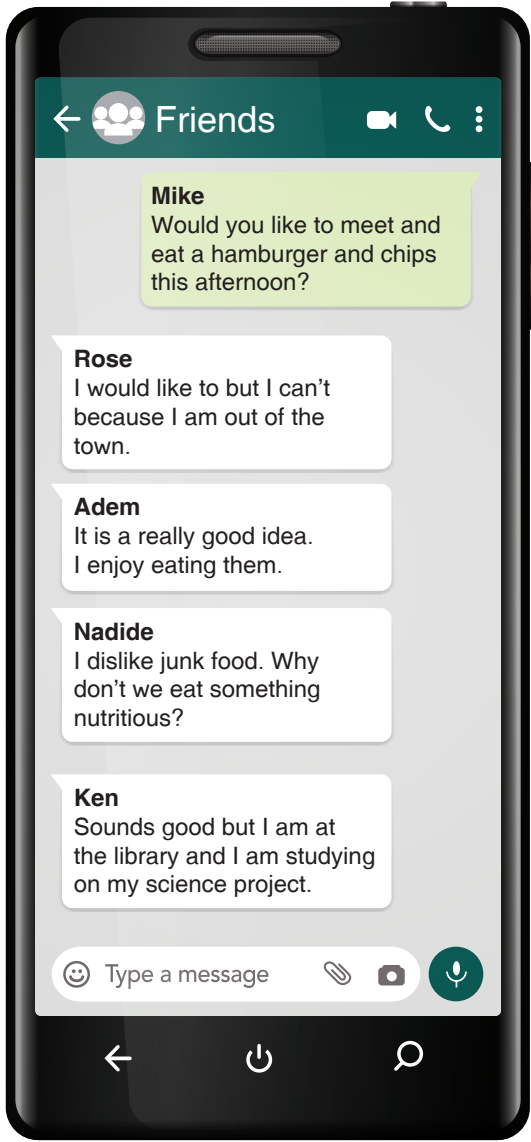 Friends
Mike
Would you like to meet and
eat a hamburger and chips
this afternoon?
Rose
I would like to but I can’t
because I am out of the
town.
Adem
It is a really good idea.
I enjoy eating them.
Nadide
I dislike junk food. Why
don’t we eat something
nutritious?
Ken
Sounds good but I am at
the library and I am studying
on my science project.
Type a message